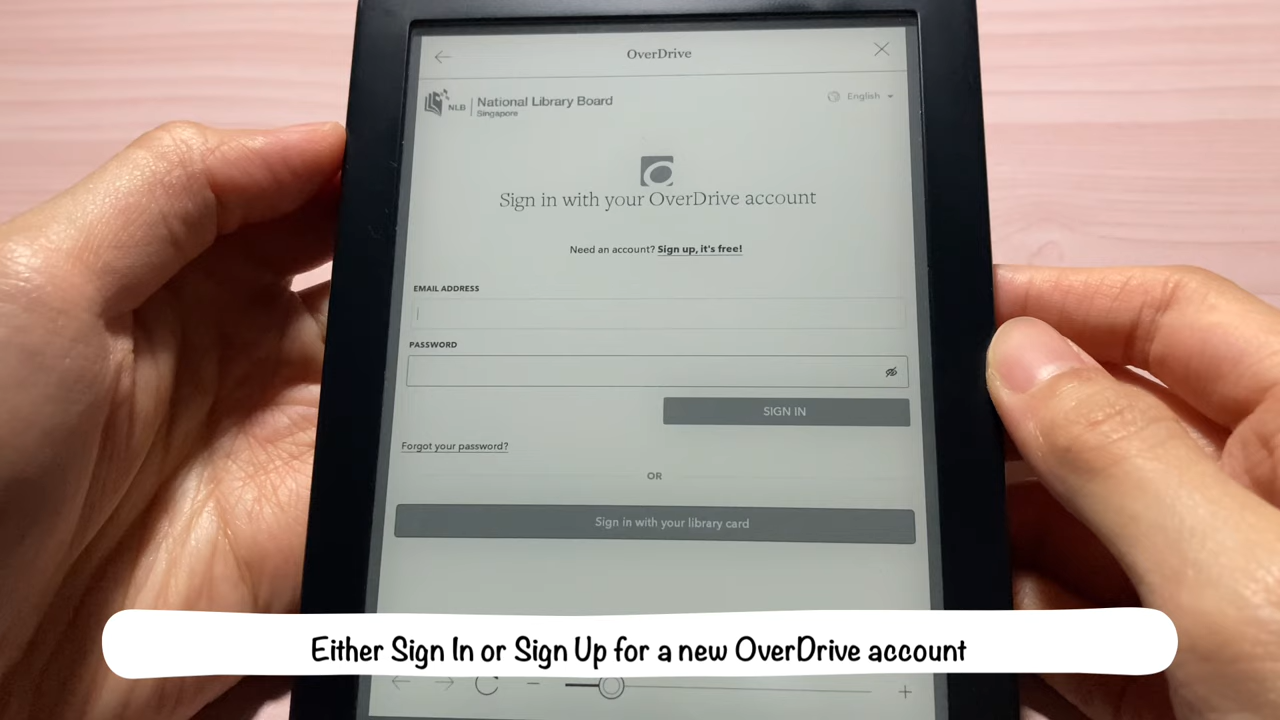 OverDrive
NLB
National Library Board
Singapore
English
Sign in with your OverDrive account
Need an account? Sign up, it's free!
EMAIL ADDRESS
PASSWORD
SIGN IN
Forgot your password?
OR
Sign in with your library card
Either Sign In or Sign Up for a new OverDrive account